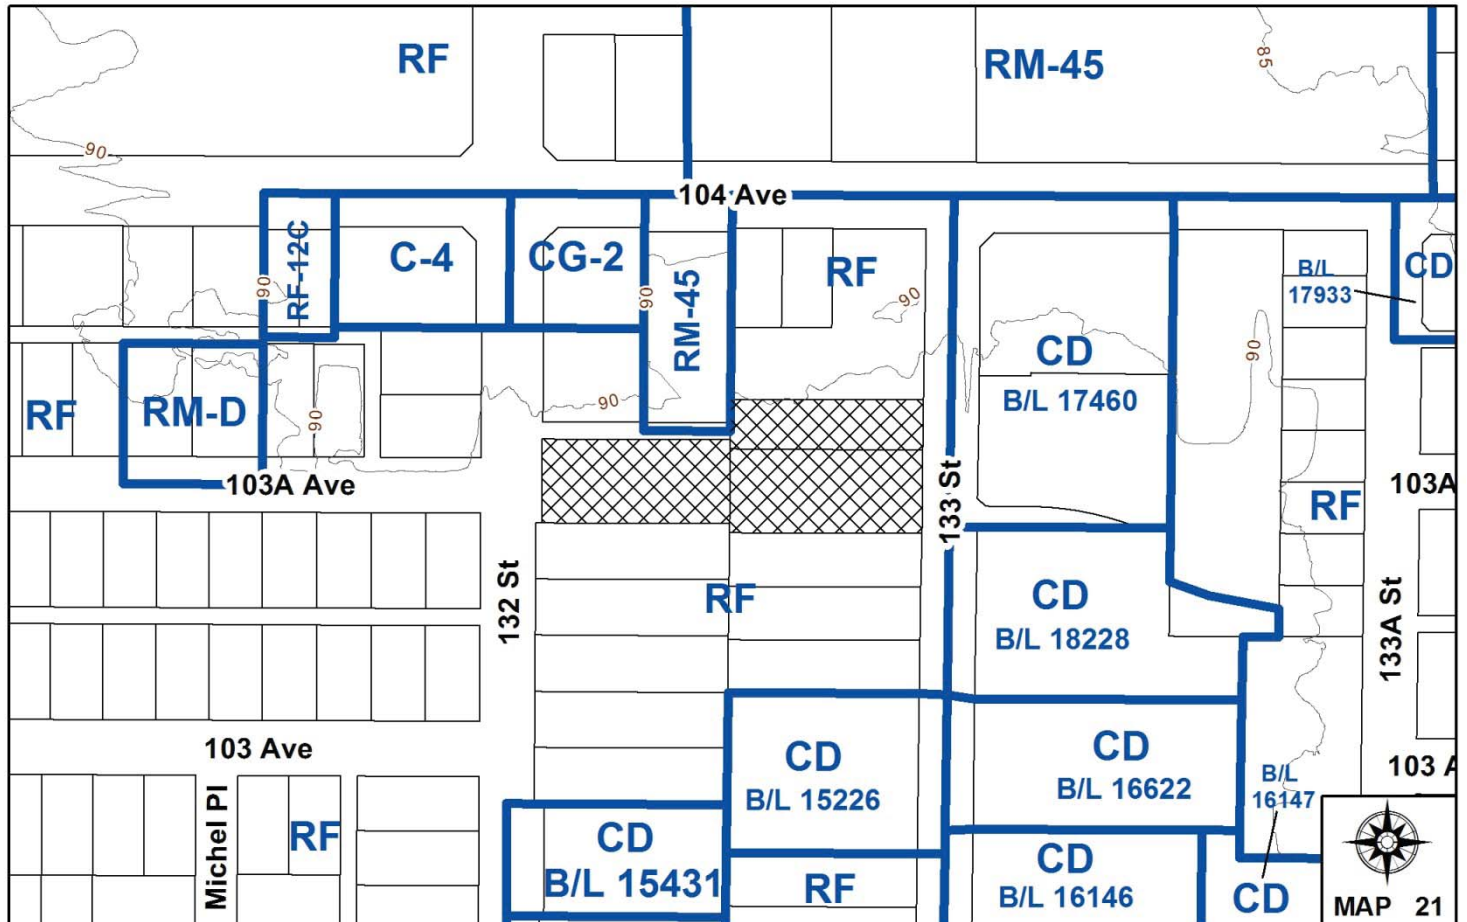 RF
RM-45
85
90
104 Ave
RF-12C
C-4
CG-2
RM-45
RF
CD
B/L
17933
90
90
90
CD
B/L 17460
90
RF
RM-D
90
90
103A Ave
133 St
RF
103A
132 St
RF
CD
B/L 18228
133A St
103 Ave
CD
B/L 15226
CD
B/L 16622
B/L
16147
103 A
Michel Pl
RF
CD
B/L 15431
RF
CD
B/L 16146
CD
MAP 21